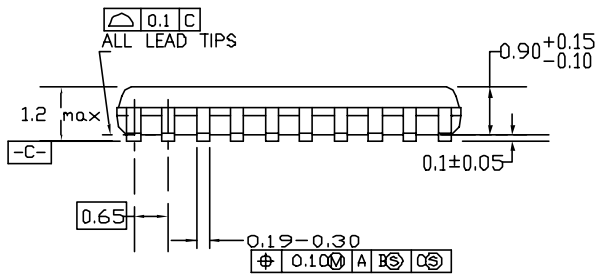 ⌓ 0.1 C
ALL LEAD TIPS
0.90 +0.15
-0.10
1.2 max
-C-
0.1±0.05
0.65
0.19-0.30
⌖ 0.10Ⓜ A BⓈ DⓈ